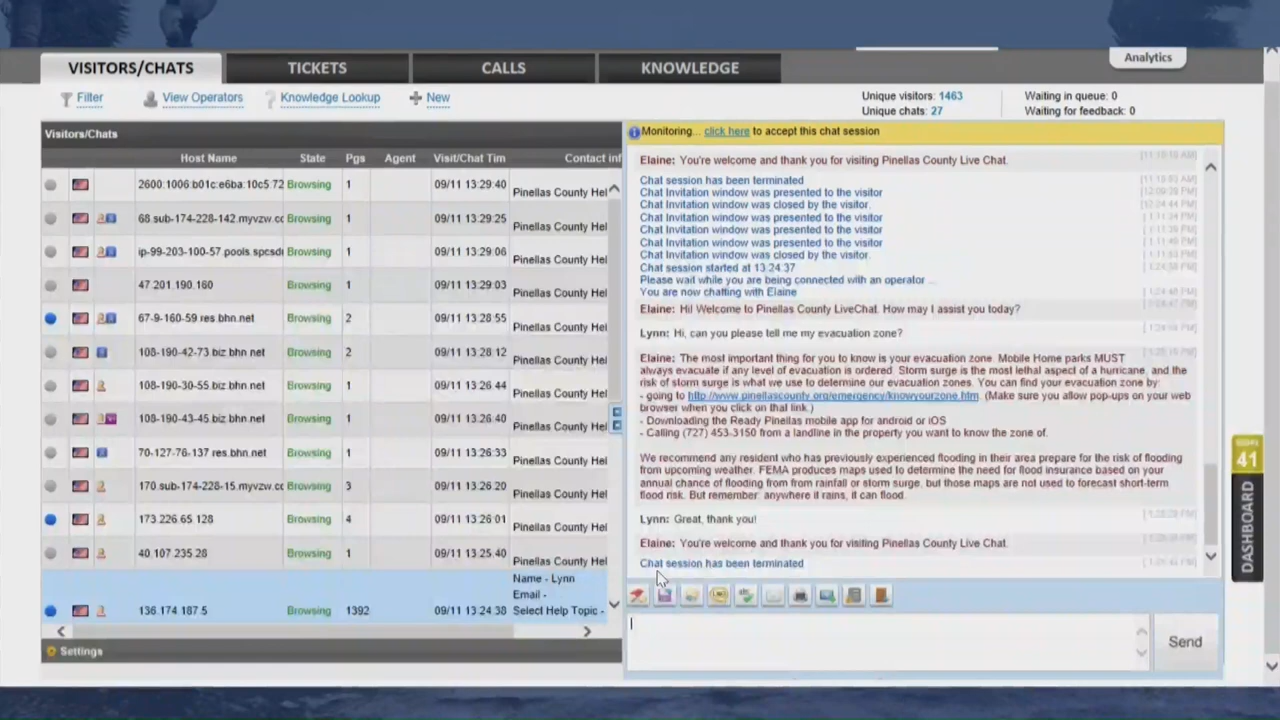 VISITORS/CHATS TICKETS CALLS KNOWLEDGE Analytics
Filter View Operators Knowledge Lookup New
Unique visitors: 1463 Waiting in queue: 0
Unique chats: 27 Waiting for feedback: 0
Visitors/Chats
Host Name State Pgs Agent Visit/Chat Tim Contact inf
2600:1006:b01c:e6ba:10c5:72 Browsing 1 09/11 13:29:40 Pinellas County Hel
68.sub-174-228-142.myvzw.cc Browsing 1 09/11 13:29:25 Pinellas County Hel
ip-99-203-100-57.pools.spcsd Browsing 1 09/11 13:29:06 Pinellas County Hel
47.201.190.160 Browsing 1 09/11 13:29:03 Pinellas County Hel
67-9-160-59.res.bhn.net Browsing 2 09/11 13:28:55 Pinellas County Hel
108-190-42-73.biz.bhn.net Browsing 2 09/11 13:28:12 Pinellas County Hel
108-190-30-55.biz.bhn.net Browsing 1 09/11 13:26:44 Pinellas County Hel
108-190-43-45.biz.bhn.net Browsing 1 09/11 13:26:40 Pinellas County Hel
70-127-76-137.res.bhn.net Browsing 1 09/11 13:26:33 Pinellas County Hel
170.sub-174-228-15.myvzw.cc Browsing 3 09/11 13:26:20 Pinellas County Hel
173.226.65.128 Browsing 4 09/11 13:26:01 Pinellas County Hel
40.107.235.28 Browsing 1 09/11 13:25:40 Pinellas County Hel
Name - Lynn
Email -
136.174.187.5 Browsing 1392 09/11 13:24:38 Select Help Topic -
Settings
Monitoring... click here to accept this chat session
Elaine: You're welcome and thank you for visiting Pinellas County Live Chat.
Chat session has been terminated
Chat Invitation window was presented to the visitor
Chat Invitation window was closed by the visitor.
Chat Invitation window was presented to the visitor
Chat Invitation window was presented to the visitor
Chat Invitation window was presented to the visitor
Chat Invitation window was closed by the visitor.
Chat session started at 13:24:37
Please wait while you are being connected with an operator ...
You are now chatting with Elaine
Elaine: Hi! Welcome to Pinellas County LiveChat. How may I assist you today?
Lynn: Hi, can you please tell me my evacuation zone?
Elaine: The most important thing for you to know is your evacuation zone. Mobile Home parks MUST
always evacuate if any level of evacuation is ordered. Storm surge is the most lethal aspect of a hurricane, and the
risk of storm surge is what we use to determine our evacuation zones. You can find your evacuation zone by:
- going to http://www.pinellascounty.org/emergency/knowyourzone.htm. (Make sure you allow pop-ups on your web
browser when you click on that link.)
- Downloading the Ready Pinellas mobile app for android or iOS
- Calling (727) 453-3150 from a landline in the property you want to know the zone of.
We recommend any resident who has previously experienced flooding in their area prepare for the risk of flooding
from upcoming weather. FEMA produces maps used to determine the need for flood insurance based on your
annual chance of flooding from from rainfall or storm surge, but those maps are not used to forecast short-term
flood risk. But remember: anywhere it rains, it can flood.
Lynn: Great, thank you!
Elaine: You're welcome and thank you for visiting Pinellas County Live Chat.
Chat session has been terminated
Send
41
DASHBOARD